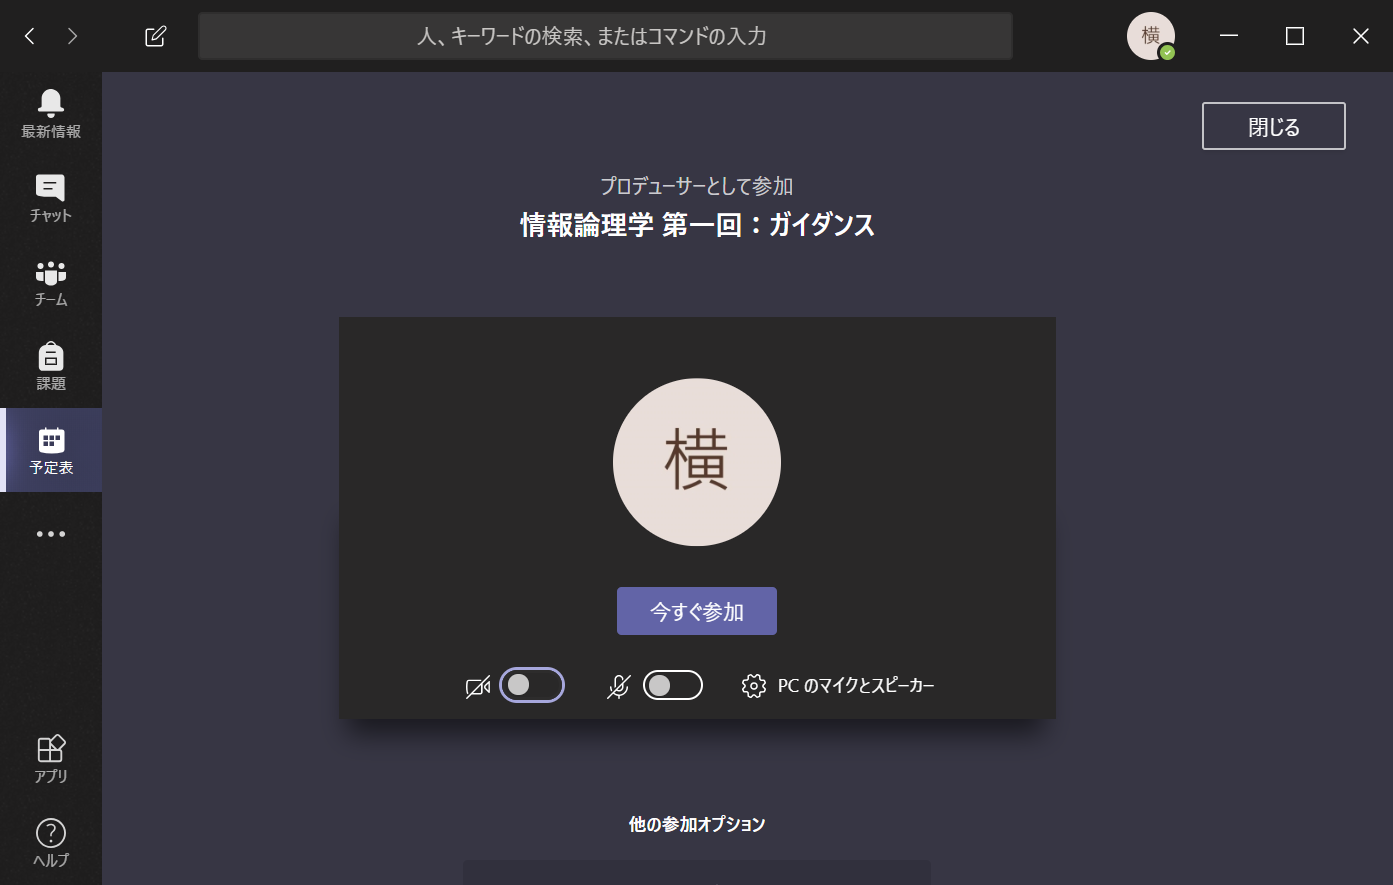 人、キーワードの検索、またはコマンドの入力
横
最新情報
チャット
チーム
課題
予定表
アプリ
ヘルプ
閉じる
プロデューサーとして参加
情報論理学 第一回：ガイダンス
横
今すぐ参加
PC のマイクとスピーカー
他の参加オプション